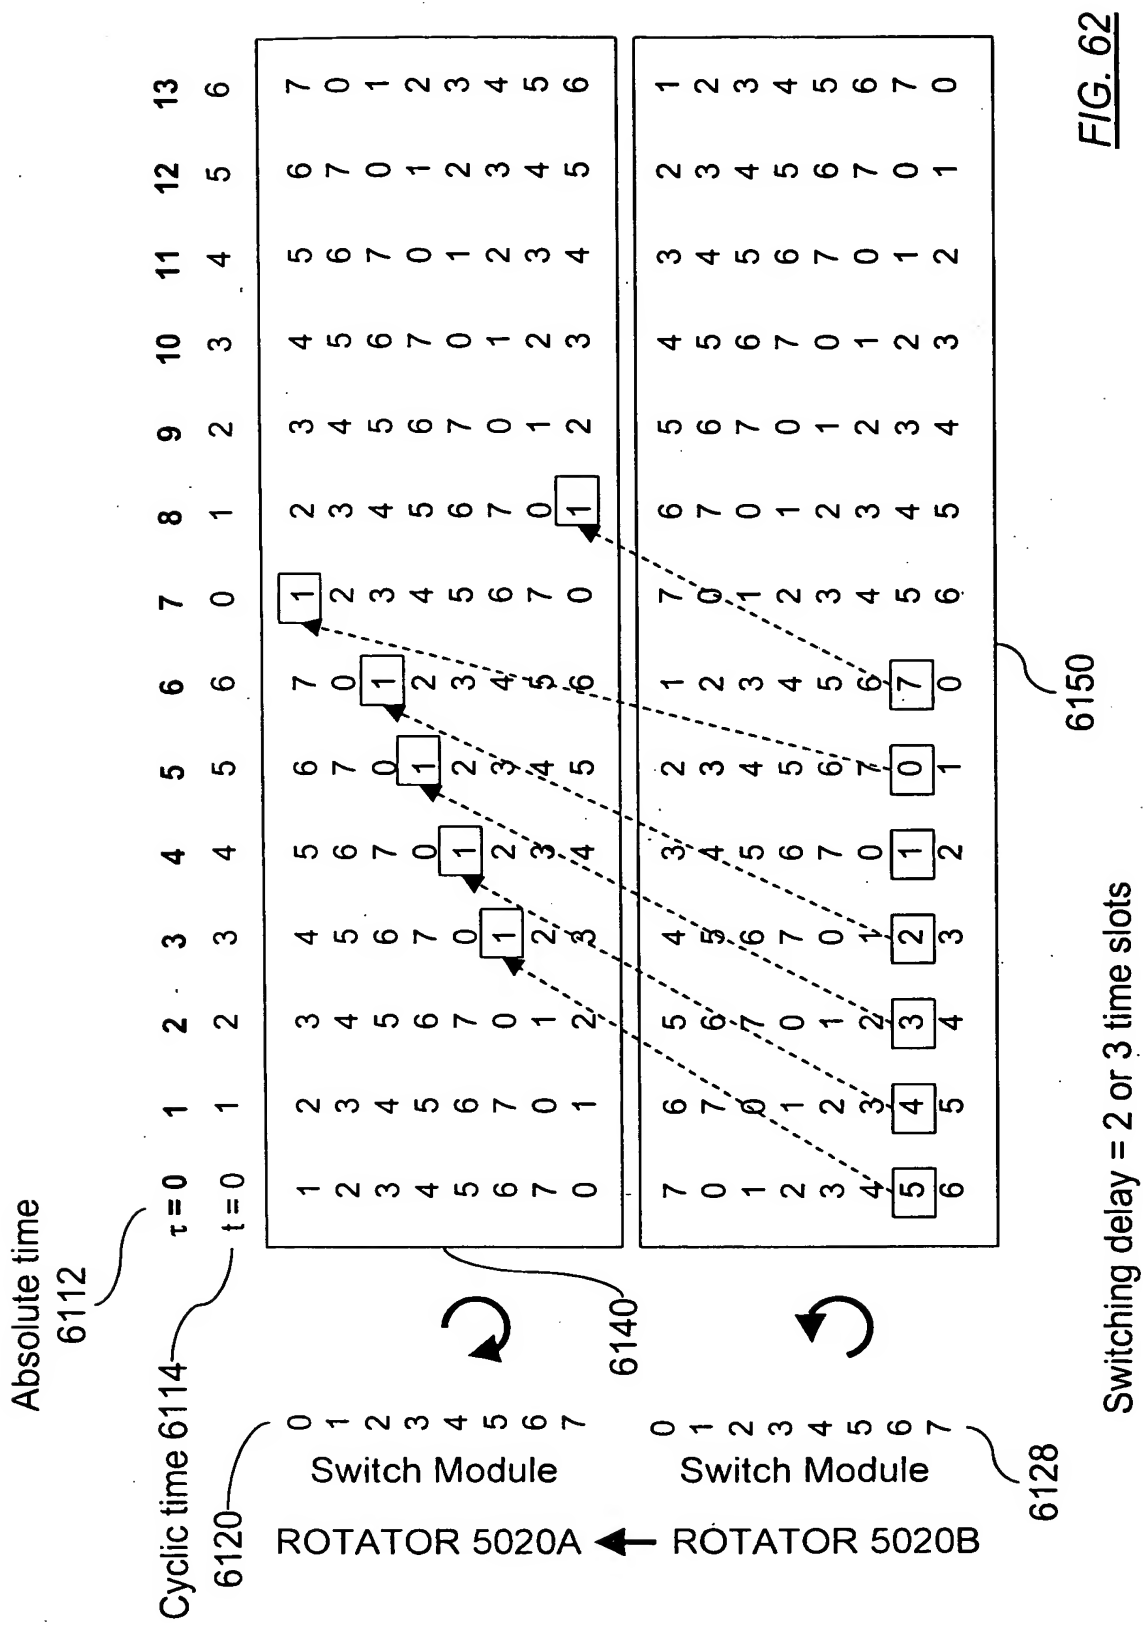 Absolute time
6112
τ = 0 1 2 3 4 5 6 7 8 9 10 11 12 13
Cyclic time 6114 t = 0 1 2 3 4 5 6 0 1 2 3 4 5 6
6120
ROTATOR 5020A
Switch Module
0 1 2 3 4 5 6 7 1 2 3 4 5 6 7
1 2 3 4 5 6 7 0 2 3 4 5 6 7 0
2 3 4 5 6 7 0 1 3 4 5 6 7 0 1
3 4 5 6 7 0 1 2 4 5 6 7 0 1 2
4 5 6 7 0 1 2 3 5 6 7 0 1 2 3
5 6 7 0 1 2 3 4 6 7 0 1 2 3 4
6 7 0 1 2 3 4 5 7 0 1 2 3 4 5
7 0 1 2 3 4 5 6 0 1 2 3 4 5 6
6140
ROTATOR 5020B
Switch Module
0 7 6 5 4 3 2 1 7 6 5 4 3 2 1
1 0 7 6 5 4 3 2 0 7 6 5 4 3 2
2 1 0 7 6 5 4 3 1 0 7 6 5 4 3
3 2 1 0 7 6 5 4 2 1 0 7 6 5 4
4 3 2 1 0 7 6 5 3 2 1 0 7 6 5
5 4 3 2 1 0 7 6 4 3 2 1 0 7 6
6 5 4 3 2 1 0 7 5 4 3 2 1 0 7
7 6 5 4 3 2 1 0 6 5 4 3 2 1 0
6128
6150
Switching delay = 2 or 3 time slots
FIG. 62